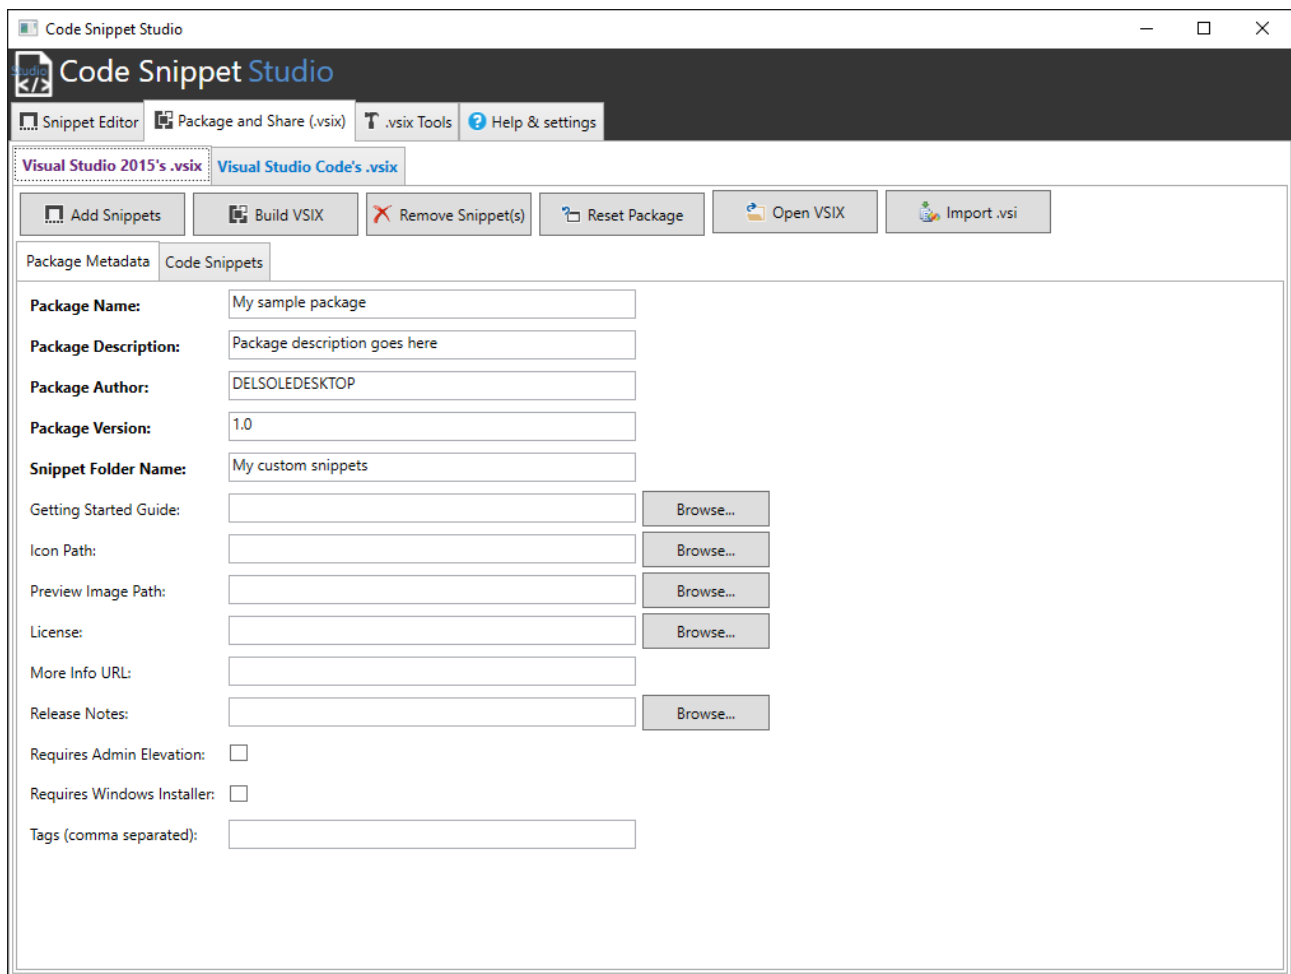 Code Snippet Studio
Studio
</>
Code Snippet Studio
Snippet Editor Package and Share (.vsix) .vsix Tools ? Help & settings
Visual Studio 2015's .vsix Visual Studio Code's .vsix
Add Snippets Build VSIX Remove Snippet(s) Reset Package Open VSIX Import .vsi
Package Metadata Code Snippets
Package Name: My sample package
Package Description: Package description goes here
Package Author: DELSOLEDESKTOP
Package Version: 1.0
Snippet Folder Name: My custom snippets
Getting Started Guide: Browse...
Icon Path: Browse...
Preview Image Path: Browse...
License: Browse...
More Info URL:
Release Notes: Browse...
Requires Admin Elevation:
Requires Windows Installer:
Tags (comma separated):